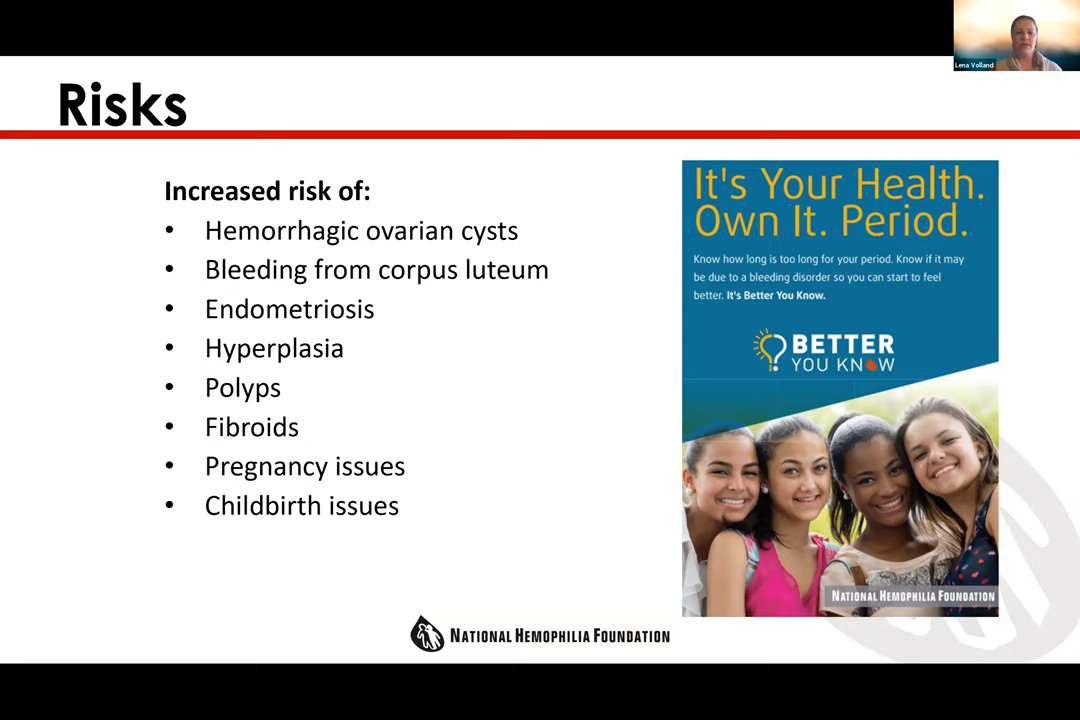 Lena Volland
Risks
Increased risk of:
• Hemorrhagic ovarian cysts
• Bleeding from corpus luteum
• Endometriosis
• Hyperplasia
• Polyps
• Fibroids
• Pregnancy issues
• Childbirth issues
It's Your Health.
Own It. Period.
Know how long is too long for your period. Know if it may
be due to a bleeding disorder so you can start to feel
better. It's Better You Know.
BETTER
YOU KNOW
NATIONAL HEMOPHILIA FOUNDATION
NATIONAL HEMOPHILIA FOUNDATION